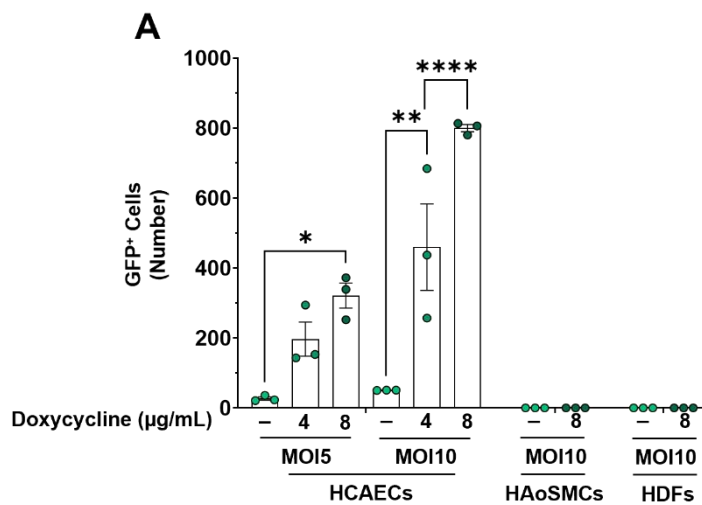 A
1000
****
**
800
600
*
400
200
0
GFP⁺ Cells
(Number)
Doxycycline (µg/mL) – 4 8 – 4 8 – 8 – 8
MOI5 MOI10 MOI10 MOI10
HCAECs HAoSMCs HDFs